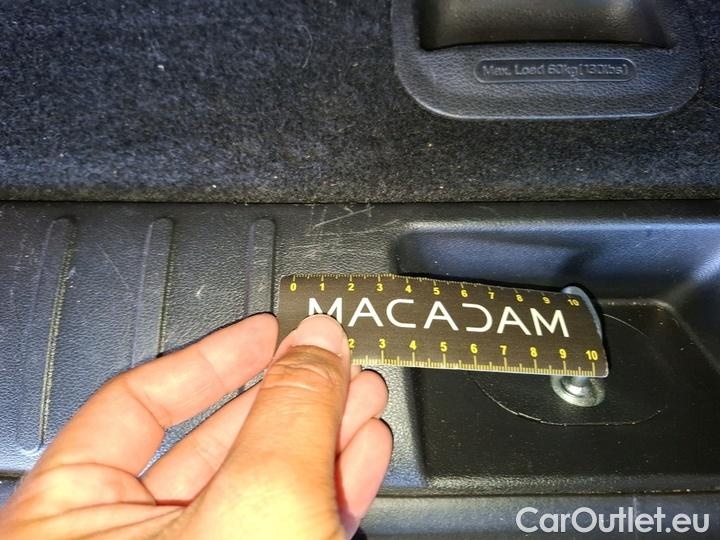 Max. Load 60kg[130lbs]
0 1 2 3 4 5 6 7 8 9 10
MACADAM
2 3 4 5 6 7 8 9 10
CarOutlet.eu